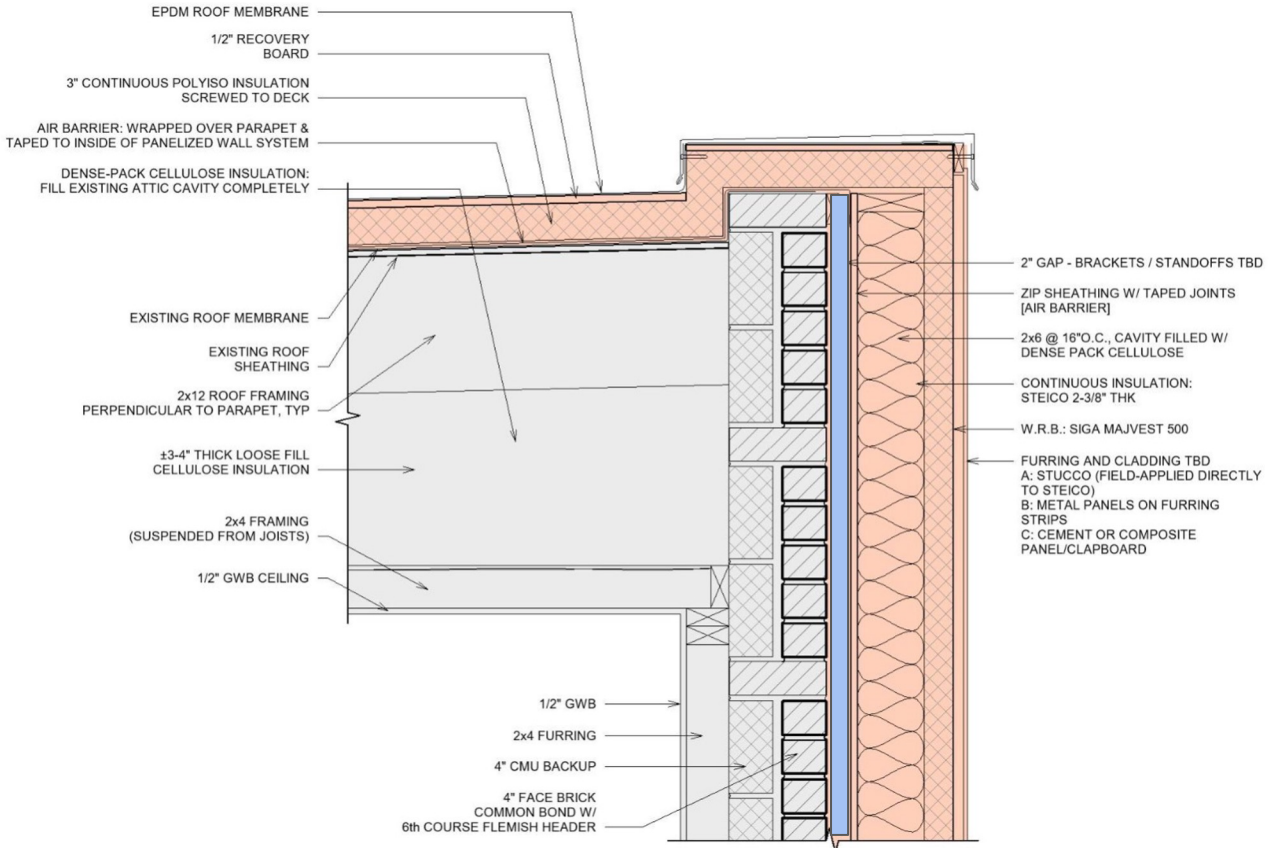 EPDM ROOF MEMBRANE
1/2" RECOVERY
BOARD
3" CONTINUOUS POLYISO INSULATION
SCREWED TO DECK
AIR BARRIER: WRAPPED OVER PARAPET &
TAPED TO INSIDE OF PANELIZED WALL SYSTEM
DENSE-PACK CELLULOSE INSULATION:
FILL EXISTING ATTIC CAVITY COMPLETELY
EXISTING ROOF MEMBRANE
EXISTING ROOF
SHEATHING
2x12 ROOF FRAMING
PERPENDICULAR TO PARAPET, TYP
±3-4" THICK LOOSE FILL
CELLULOSE INSULATION
2x4 FRAMING
(SUSPENDED FROM JOISTS)
1/2" GWB CEILING
1/2" GWB
2x4 FURRING
4" CMU BACKUP
4" FACE BRICK
COMMON BOND W/
6th COURSE FLEMISH HEADER
2" GAP - BRACKETS / STANDOFFS TBD
ZIP SHEATHING W/ TAPED JOINTS
[AIR BARRIER]
2x6 @ 16"O.C., CAVITY FILLED W/
DENSE PACK CELLULOSE
CONTINUOUS INSULATION:
STEICO 2-3/8" THK
W.R.B.: SIGA MAJVEST 500
FURRING AND CLADDING TBD
A: STUCCO (FIELD-APPLIED DIRECTLY
TO STEICO)
B: METAL PANELS ON FURRING
STRIPS
C: CEMENT OR COMPOSITE
PANEL/CLAPBOARD